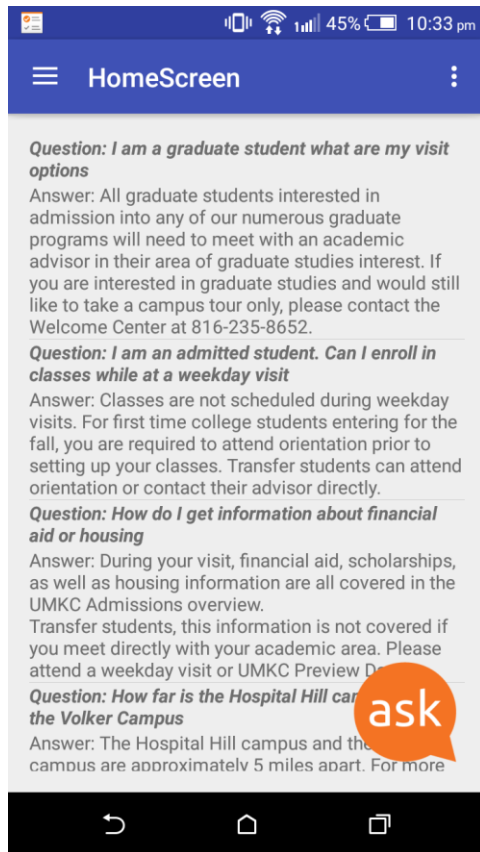 45% 10:33 pm
HomeScreen
Question: I am a graduate student what are my visit
options
Answer: All graduate students interested in
admission into any of our numerous graduate
programs will need to meet with an academic
advisor in their area of graduate studies interest. If
you are interested in graduate studies and would still
like to take a campus tour only, please contact the
Welcome Center at 816-235-8652.
Question: I am an admitted student. Can I enroll in
classes while at a weekday visit
Answer: Classes are not scheduled during weekday
visits. For first time college students entering for the
fall, you are required to attend orientation prior to
setting up your classes. Transfer students can attend
orientation or contact their advisor directly.
Question: How do I get information about financial
aid or housing
Answer: During your visit, financial aid, scholarships,
as well as housing information are all covered in the
UMKC Admissions overview.
Transfer students, this information is not covered if
you meet directly with your academic area. Please
attend a weekday visit or UMKC Preview
Question: How far is the Hospital Hill
the Volker Campus
ask
Answer: The Hospital Hill campus and
campus are approximately 5 miles apart. For more